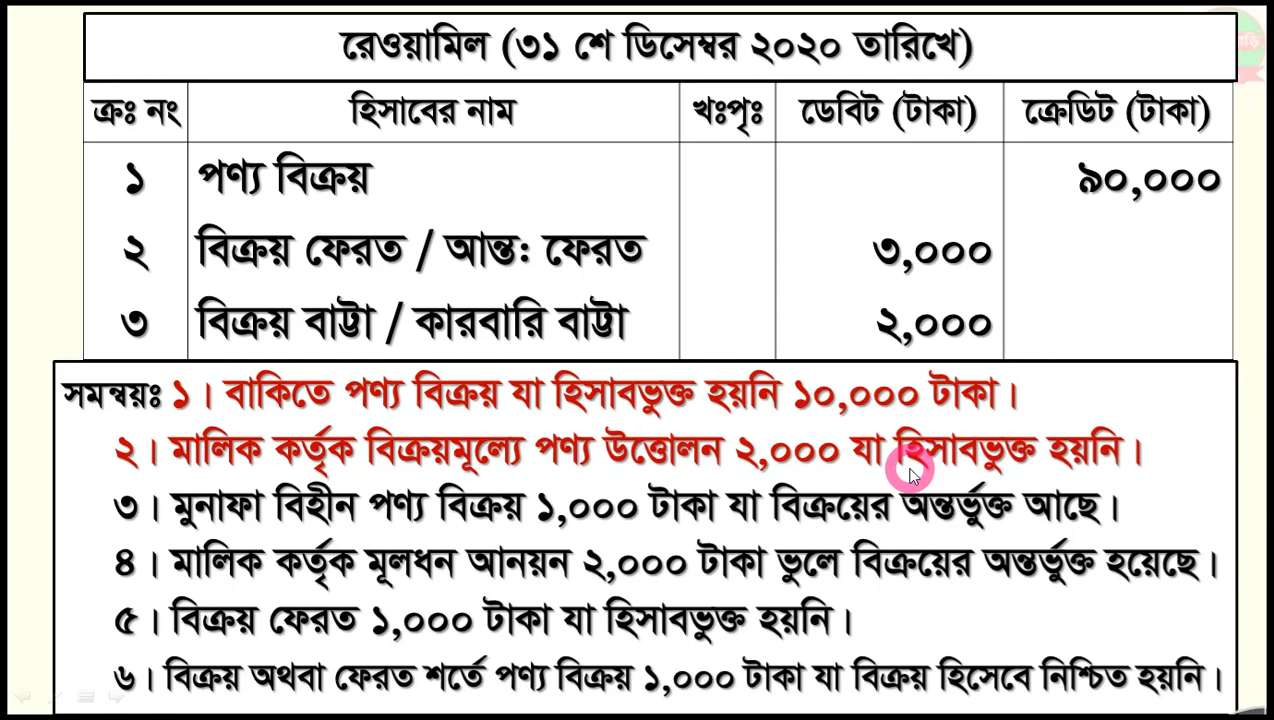 রেওয়ামিল (৩১ শে ডিসেম্বর ২০২০ তারিখে)
ক্রঃ নং হিসাবের নাম খঃপৃঃ ডেবিট (টাকা) ক্রেডিট (টাকা)
১ পণ্য বিক্রয় ৯০,০০০
২ বিক্রয় ফেরত / আন্তঃ ফেরত ৩,০০০
৩ বিক্রয় বাট্টা / কারবারি বাট্টা ২,০০০
সমন্বয়ঃ ১। বাকিতে পণ্য বিক্রয় যা হিসাবভুক্ত হয়নি ১০,০০০ টাকা।
২। মালিক কর্তৃক বিক্রয়মূল্যে পণ্য উত্তোলন ২,০০০ যা হিসাবভুক্ত হয়নি।
৩। মুনাফা বিহীন পণ্য বিক্রয় ১,০০০ টাকা যা বিক্রয়ের অন্তর্ভুক্ত আছে।
৪। মালিক কর্তৃক মূলধন আনয়ন ২,০০০ টাকা ভুলে বিক্রয়ের অন্তর্ভুক্ত হয়েছে।
৫। বিক্রয় ফেরত ১,০০০ টাকা যা হিসাবভুক্ত হয়নি।
৬। বিক্রয় অথবা ফেরত শর্তে পণ্য বিক্রয় ১,০০০ টাকা যা বিক্রয় হিসেবে নিশ্চিত হয়নি।